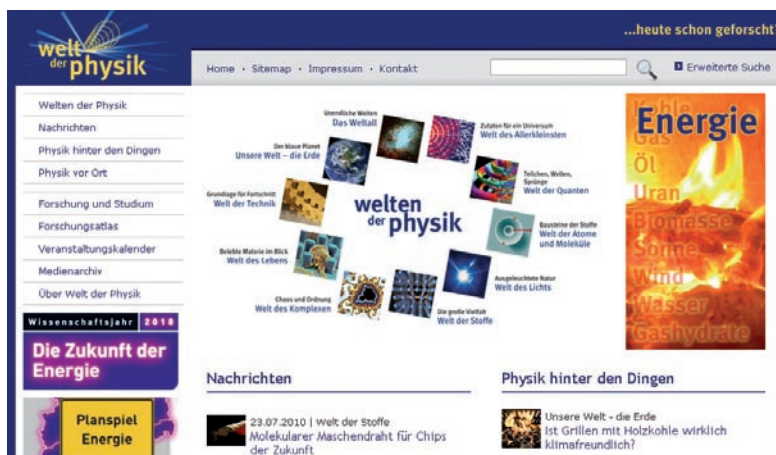 ...heute schon geforscht?
welt
der physik
Home · Sitemap · Impressum · Kontakt
Erweiterte Suche
Welten der Physik
Nachrichten
Physik hinter den Dingen
Physik vor Ort
Forschung und Studium
Forschungsatlas
Veranstaltungskalender
Medienarchiv
Über Welt der Physik
Wissenschaftsjahr 2010
Die Zukunft der
Energie
Planspiel
Energie
Unendliche Weiten
Das Weltall
Zutaten für ein Universum
Welt des Allerkleinsten
Der blaue Planet
Unsere Welt – die Erde
Teilchen, Wellen,
Sprünge
Welt der Quanten
Grundlage für Fortschritt
Welt der Technik
welten
der physik
Bausteine der Stoffe
Welt der Atome
und Moleküle
Belebte Materie im Blick
Welt des Lebens
Ausgeleuchtete Natur
Welt des Lichts
Chaos und Ordnung
Welt des Komplexen
Die große Vielfalt
Welt der Stoffe
Kohle
Energie
Gas
Öl
Uran
Biomasse
Sonne
Wind
Wasser
Gashydrate
Nachrichten
23.07.2010 | Welt der Stoffe
Molekularer Maschendraht für Chips
der Zukunft
Physik hinter den Dingen
Unsere Welt - die Erde
Ist Grillen mit Holzkohle wirklich
klimafreundlich?